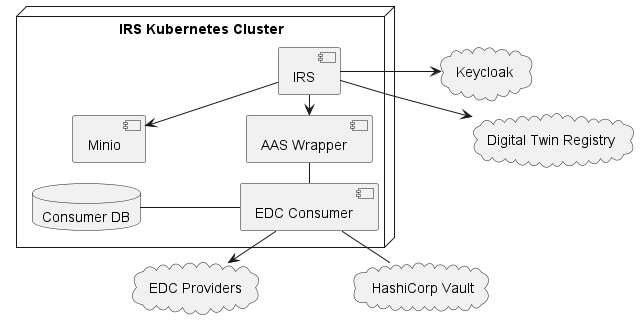 IRS Kubernetes Cluster
IRS
Keycloak
Minio
AAS Wrapper
Digital Twin Registry
Consumer DB
EDC Consumer
EDC Providers
HashiCorp Vault